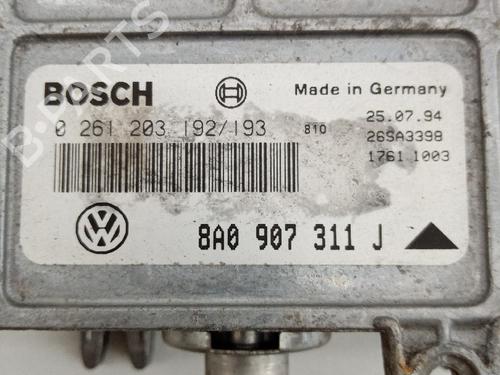 BOSCH
Made in Germany
0 261 203 192/193
810
25.07.94
26SA3398
1761 1003
8A0 907 311 J
B-PARTS